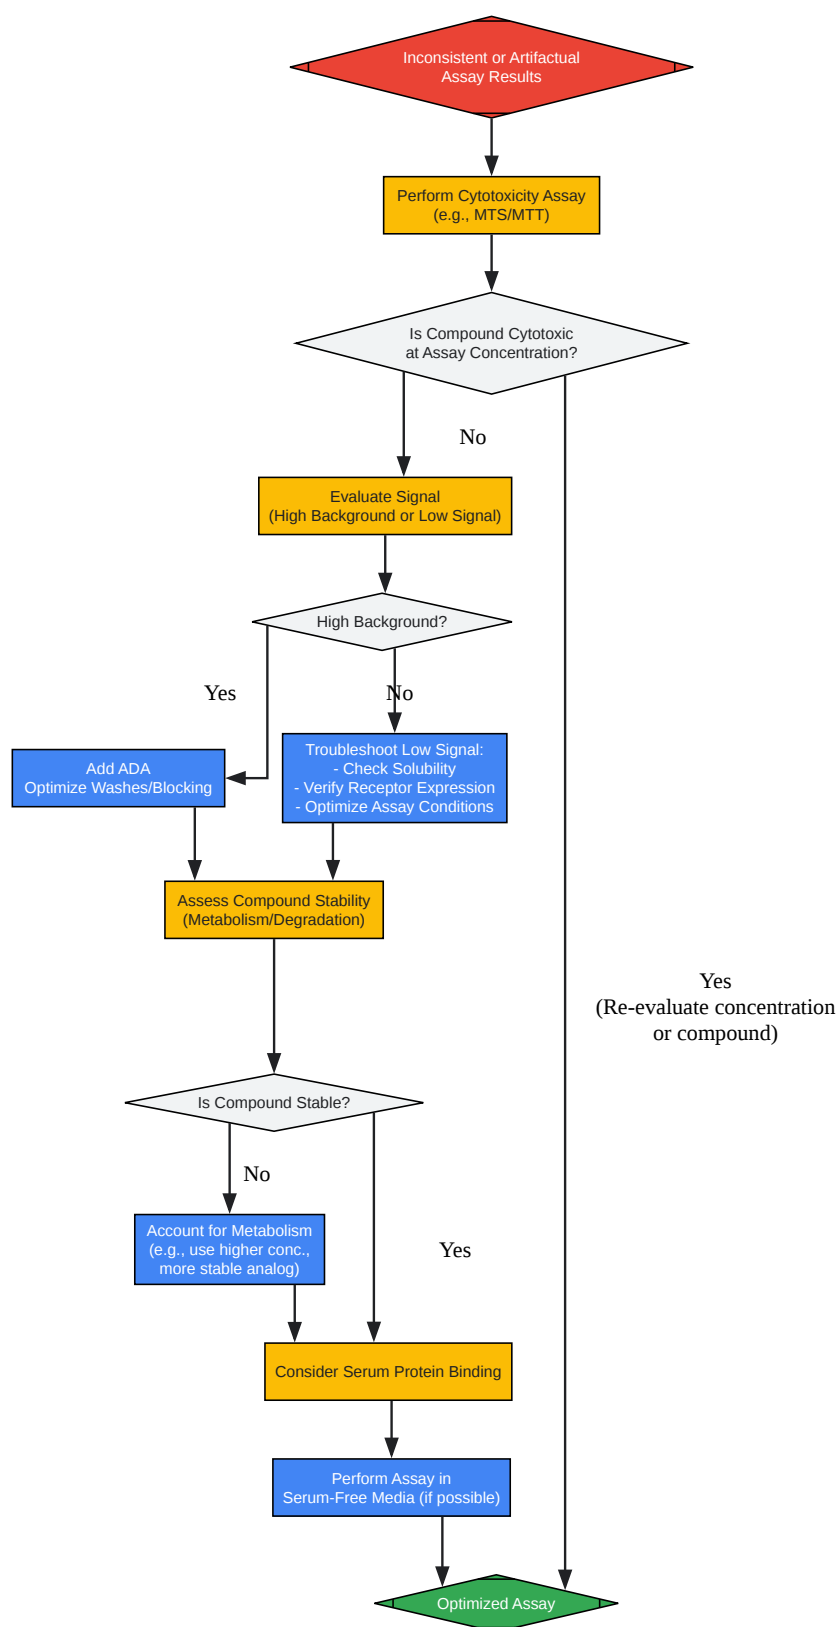 Inconsistent or Artifactual
Assay Results
Perform Cytotoxicity Assay
(e.g., MTS/MTT)
Is Compound Cytotoxic
at Assay Concentration?
No
Evaluate Signal
(High Background or Low Signal)
High Background?
Yes
No
Add ADA
Optimize Washes/Blocking
Troubleshoot Low Signal:
- Check Solubility
- Verify Receptor Expression
- Optimize Assay Conditions
Assess Compound Stability
(Metabolism/Degradation)
Yes
(Re-evaluate concentration
or compound)
Is Compound Stable?
No
Account for Metabolism
(e.g., use higher conc.,
more stable analog)
Yes
Consider Serum Protein Binding
Perform Assay in
Serum-Free Media (if possible)
Optimized Assay